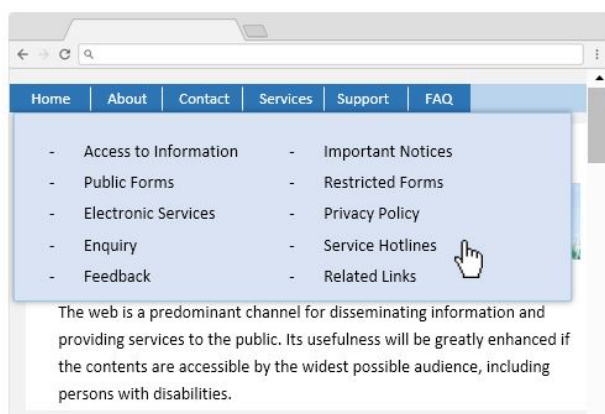 Home About Contact Services Support FAQ
- Access to Information
- Public Forms
- Electronic Services
- Enquiry
- Feedback
- Important Notices
- Restricted Forms
- Privacy Policy
- Service Hotlines
- Related Links
The web is a predominant channel for disseminating information and
providing services to the public. Its usefulness will be greatly enhanced if
the contents are accessible by the widest possible audience, including
persons with disabilities.